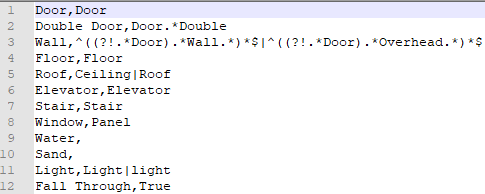 1 Door,Door
2 Double Door,Door.*Double
3 Wall,^((?!.*Door).*Wall.*)*$|^((?!.*Door).*Overhead.*)*$
4 Floor,Floor
5 Roof,Ceiling|Roof
6 Elevator,Elevator
7 Stair,Stair
8 Window,Panel
9 Water,
10 Sand,
11 Light,Light|light
12 Fall Through,True